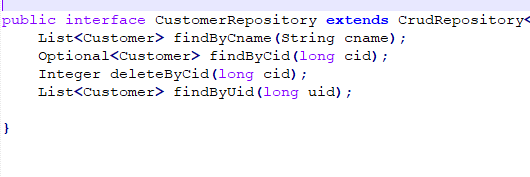 public interface CustomerRepository extends CrudRepository<
List<Customer> findByCname(String cname);
Optional<Customer> findByCid(long cid);
Integer deleteByCid(long cid);
List<Customer> findByUid(long uid);
}